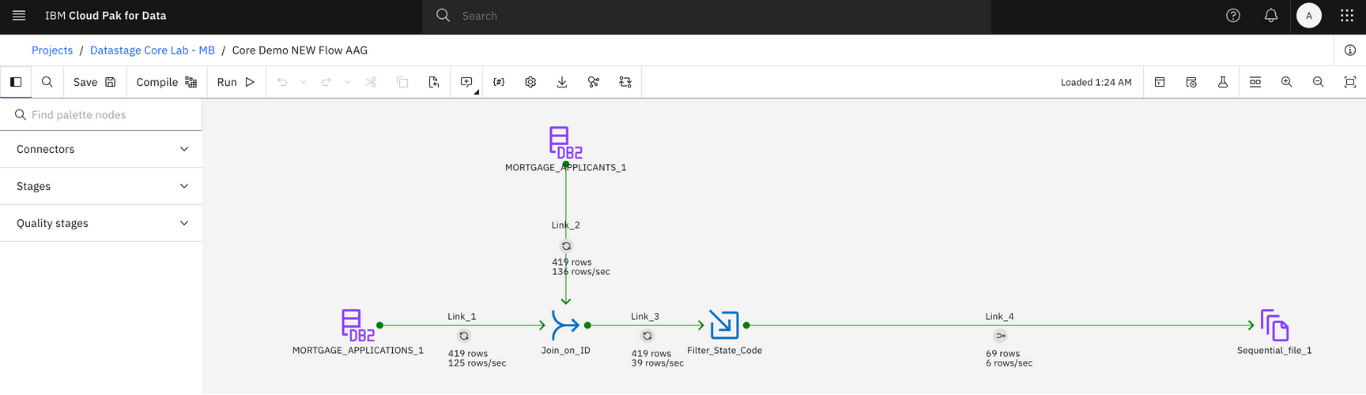 IBM Cloud Pak for Data
Search
A
Projects / Datastage Core Lab - MB / Core Demo NEW Flow AAG
Save
Compile
Run
{#}
Loaded 1:24 AM
Find palette nodes
Connectors
Stages
Quality stages
DB2
MORTGAGE_APPLICANTS_1
Link_2
419 rows
136 rows/sec
DB2
MORTGAGE_APPLICATIONS_1
Link_1
419 rows
125 rows/sec
Join_on_ID
Link_3
419 rows
39 rows/sec
Filter_State_Code
Link_4
69 rows
6 rows/sec
Sequential_file_1